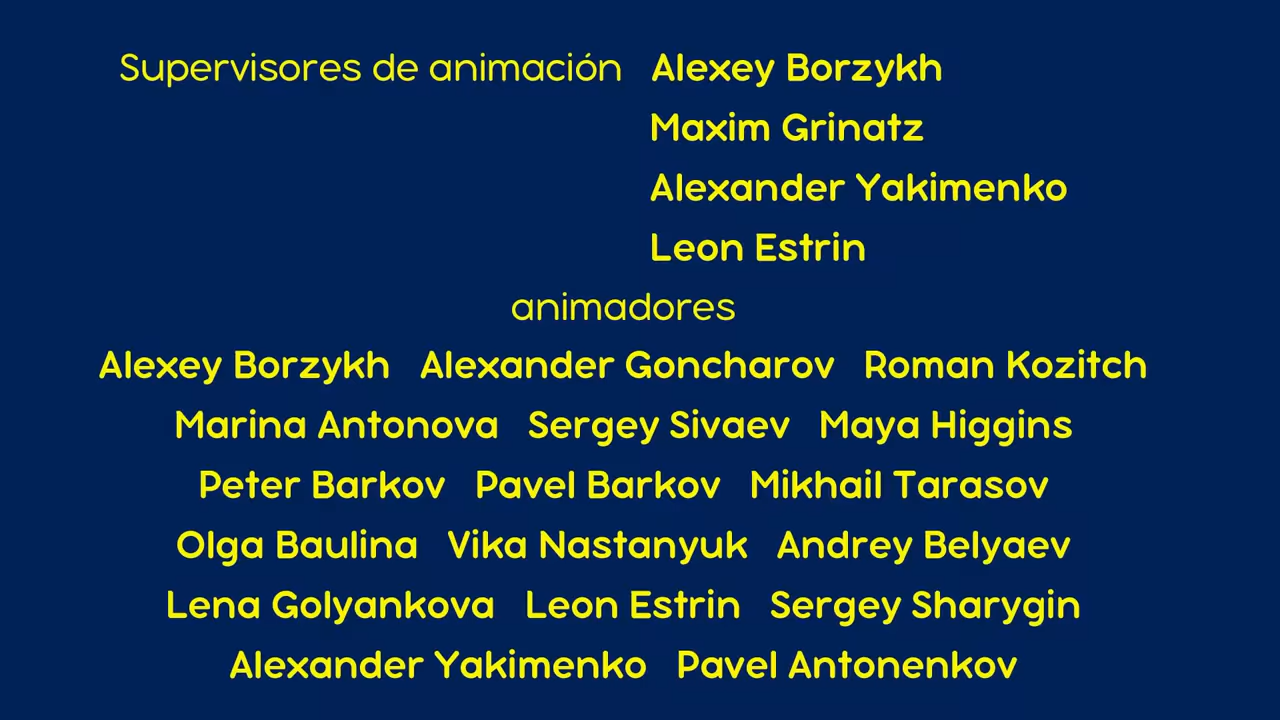 Supervisores de animación Alexey Borzykh
Maxim Grinatz
Alexander Yakimenko
Leon Estrin
animadores
Alexey Borzykh Alexander Goncharov Roman Kozitch
Marina Antonova Sergey Sivaev Maya Higgins
Peter Barkov Pavel Barkov Mikhail Tarasov
Olga Baulina Vika Nastanyuk Andrey Belyaev
Lena Golyankova Leon Estrin Sergey Sharygin
Alexander Yakimenko Pavel Antonenkov